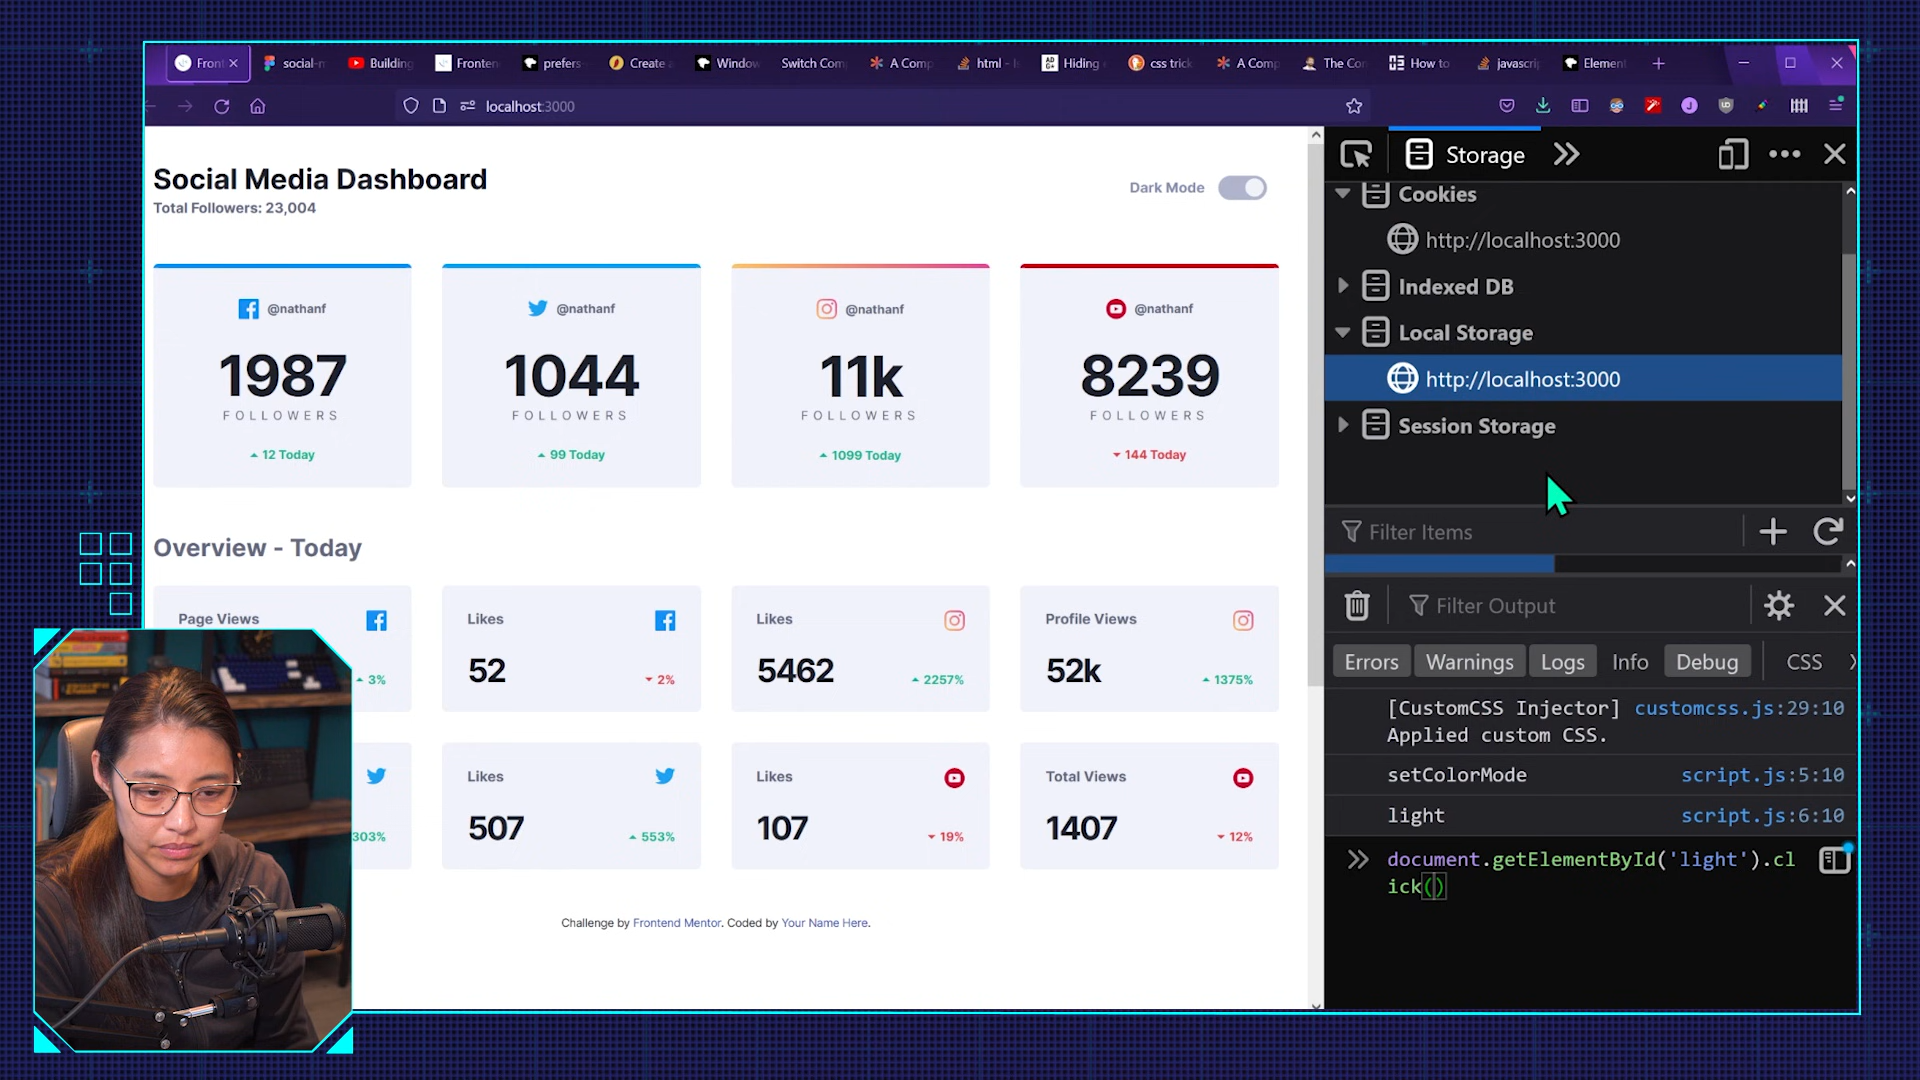 Front
social-m
Building
Fronten
prefers-
Create a
Window
Switch Com
A Comp
html - I
Hiding
css trick
A Comp
The Con
How to
javascrip
Element
localhost:3000
Social Media Dashboard
Total Followers: 23,004
Dark Mode
@nathanf
1987
FOLLOWERS
12 Today
@nathanf
1044
FOLLOWERS
99 Today
@nathanf
11k
FOLLOWERS
1099 Today
@nathanf
8239
FOLLOWERS
144 Today
Overview - Today
Page Views
3%
Likes
52
2%
Likes
5462
2257%
Profile Views
52k
1375%
303%
Likes
507
553%
Likes
107
19%
Total Views
1407
12%
Challenge by Frontend Mentor. Coded by Your Name Here.
Storage
Cookies
http://localhost:3000
Indexed DB
Local Storage
http://localhost:3000
Session Storage
Filter Items
Filter Output
Errors Warnings Logs Info Debug CSS
[CustomCSS Injector] customcss.js:29:10
Applied custom CSS.
setColorMode script.js:5:10
light script.js:6:10
document.getElementById('light').cl
ick()